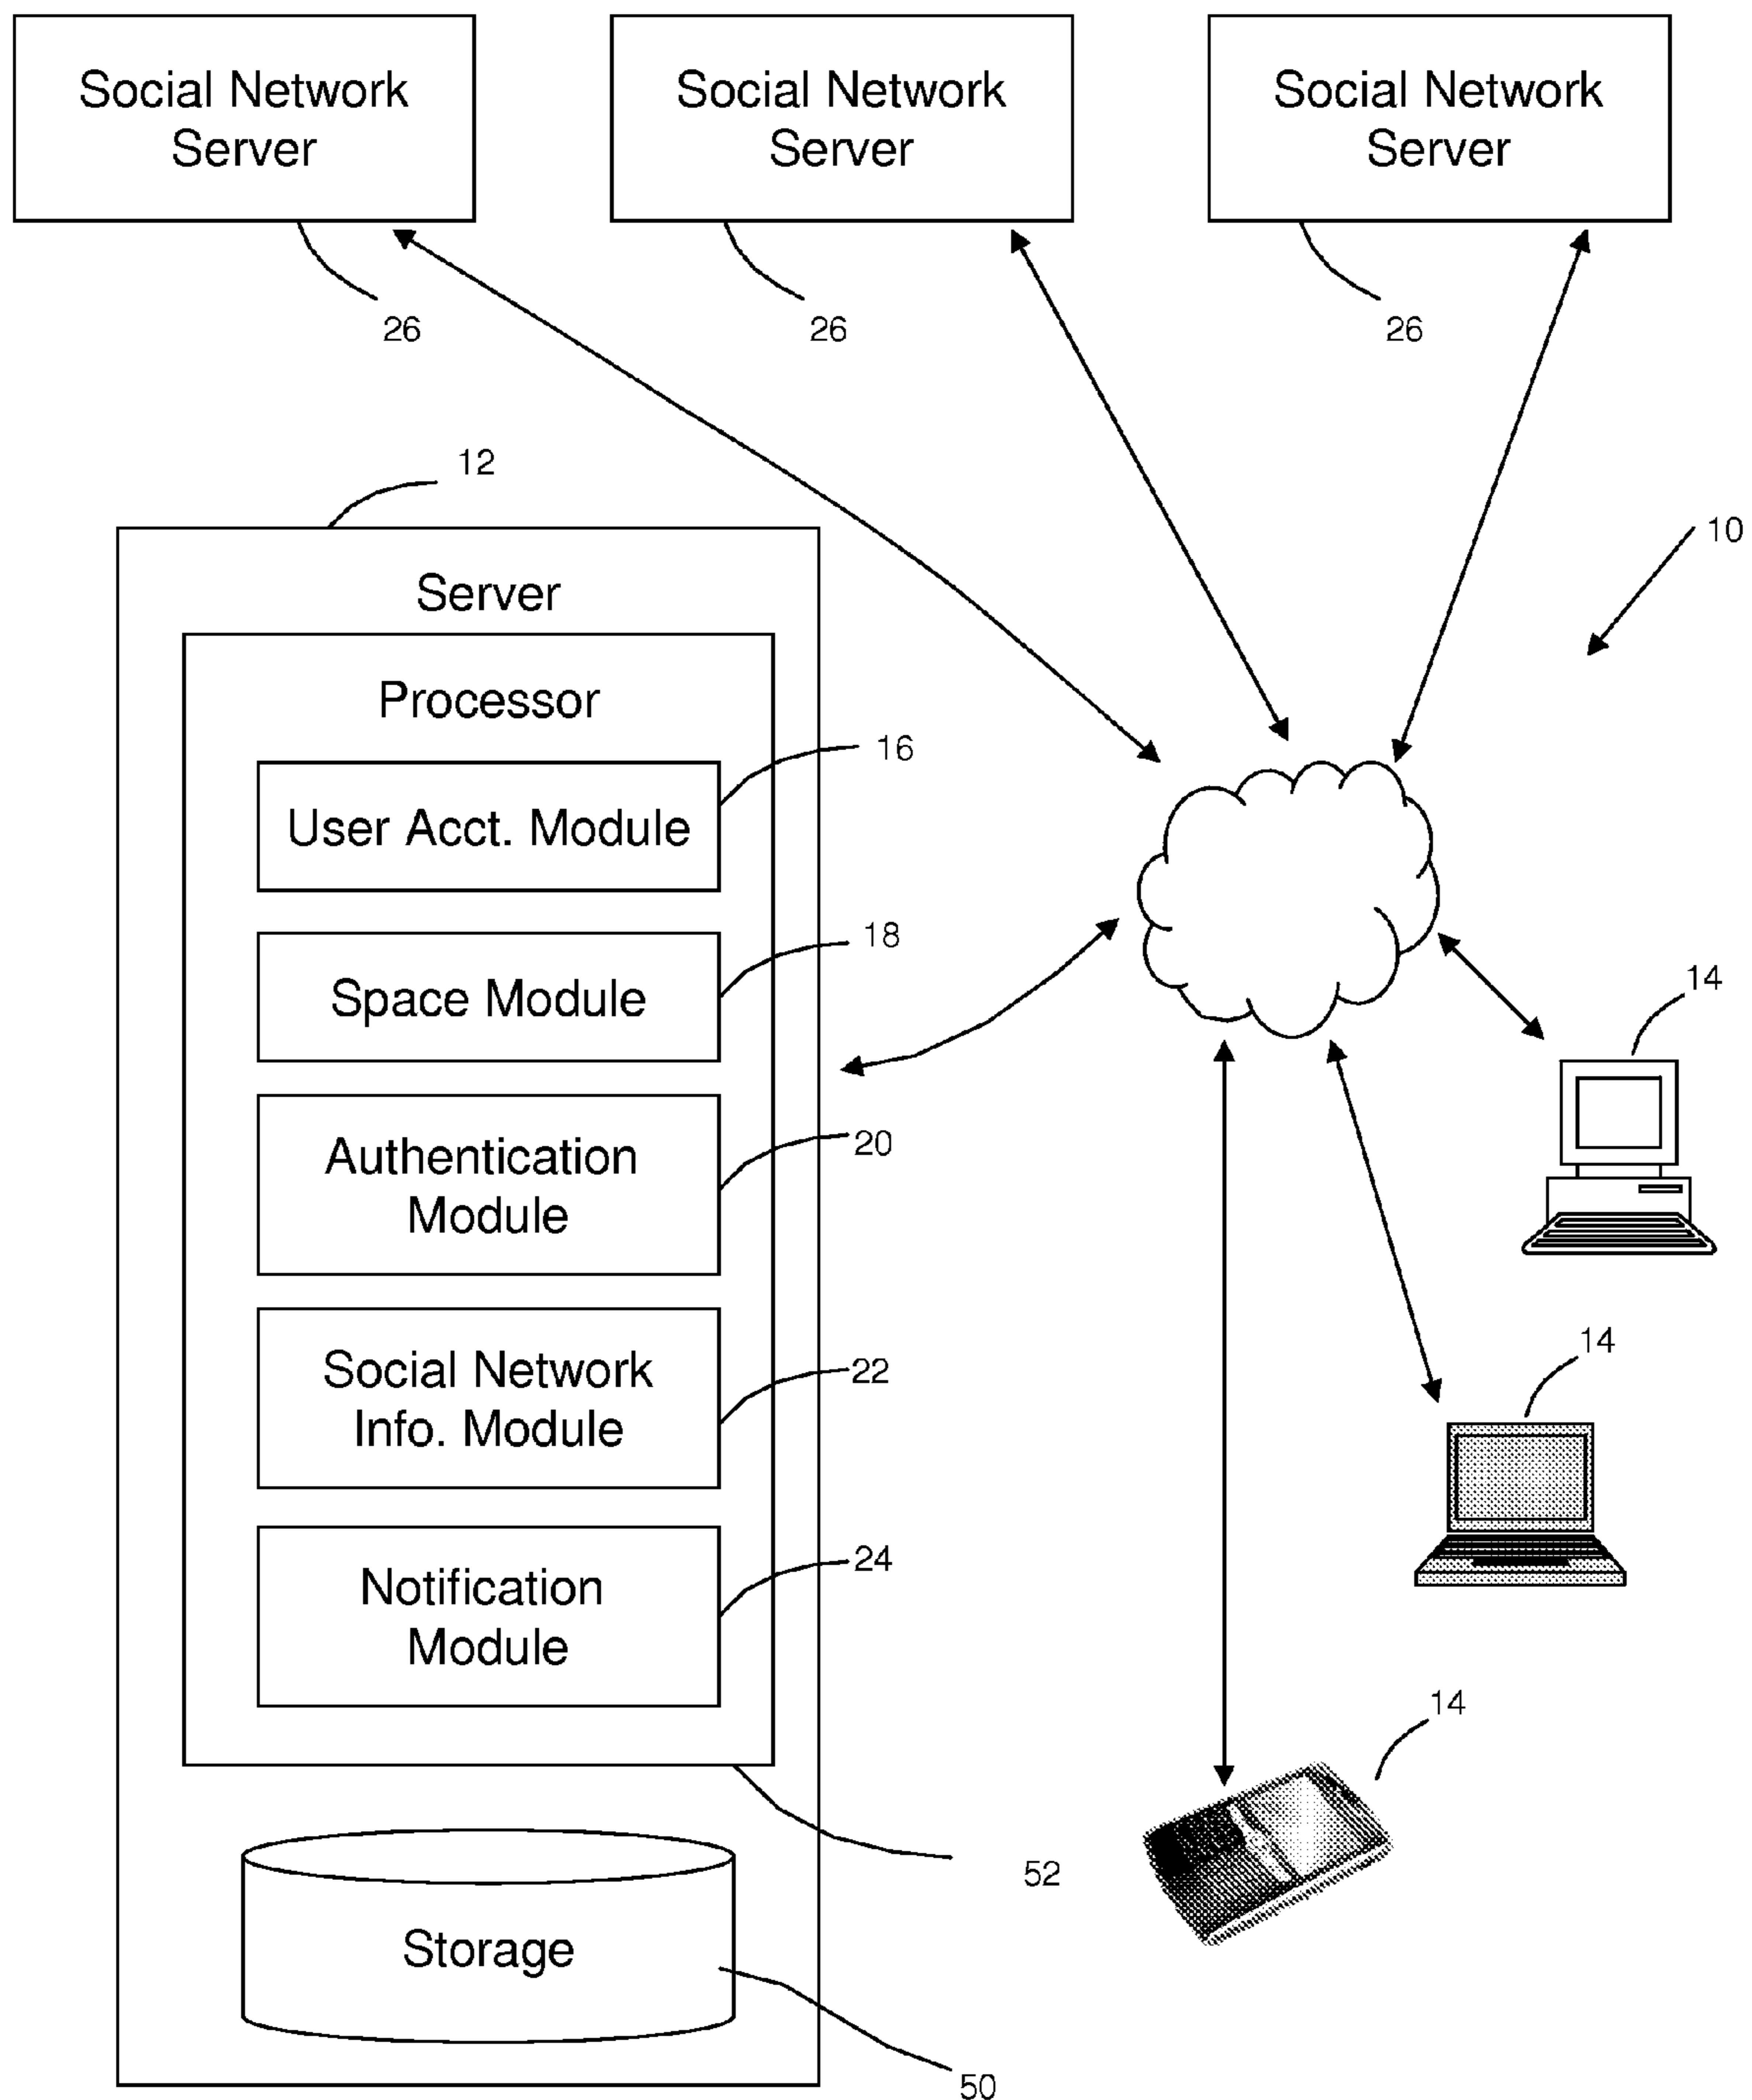 Social Network
Server
Social Network
Server
Social Network
Server
26
26
26
12
10
Server
Processor
16
User Acct. Module
18
Space Module
14
20
Authentication
Module
22
Social Network
Info. Module
14
24
Notification
Module
14
52
Storage
50